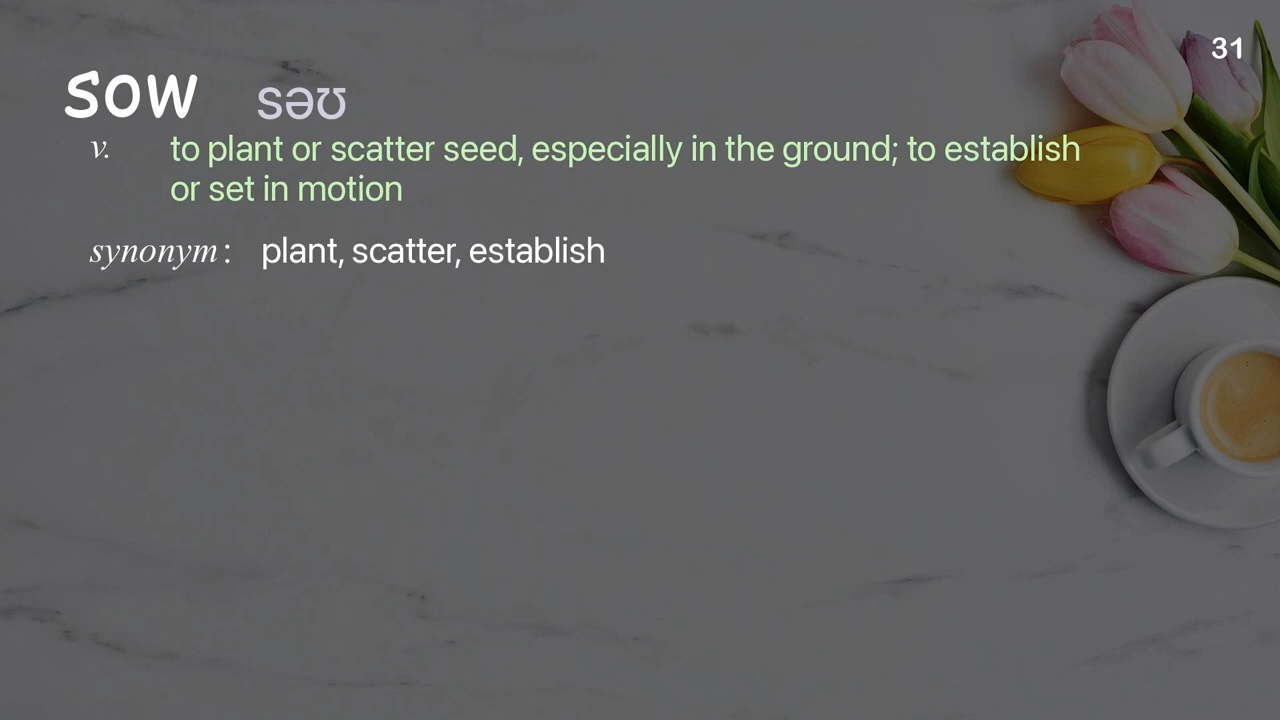 31
sow səʊ
v. to plant or scatter seed, especially in the ground; to establish
or set in motion
synonym: plant, scatter, establish